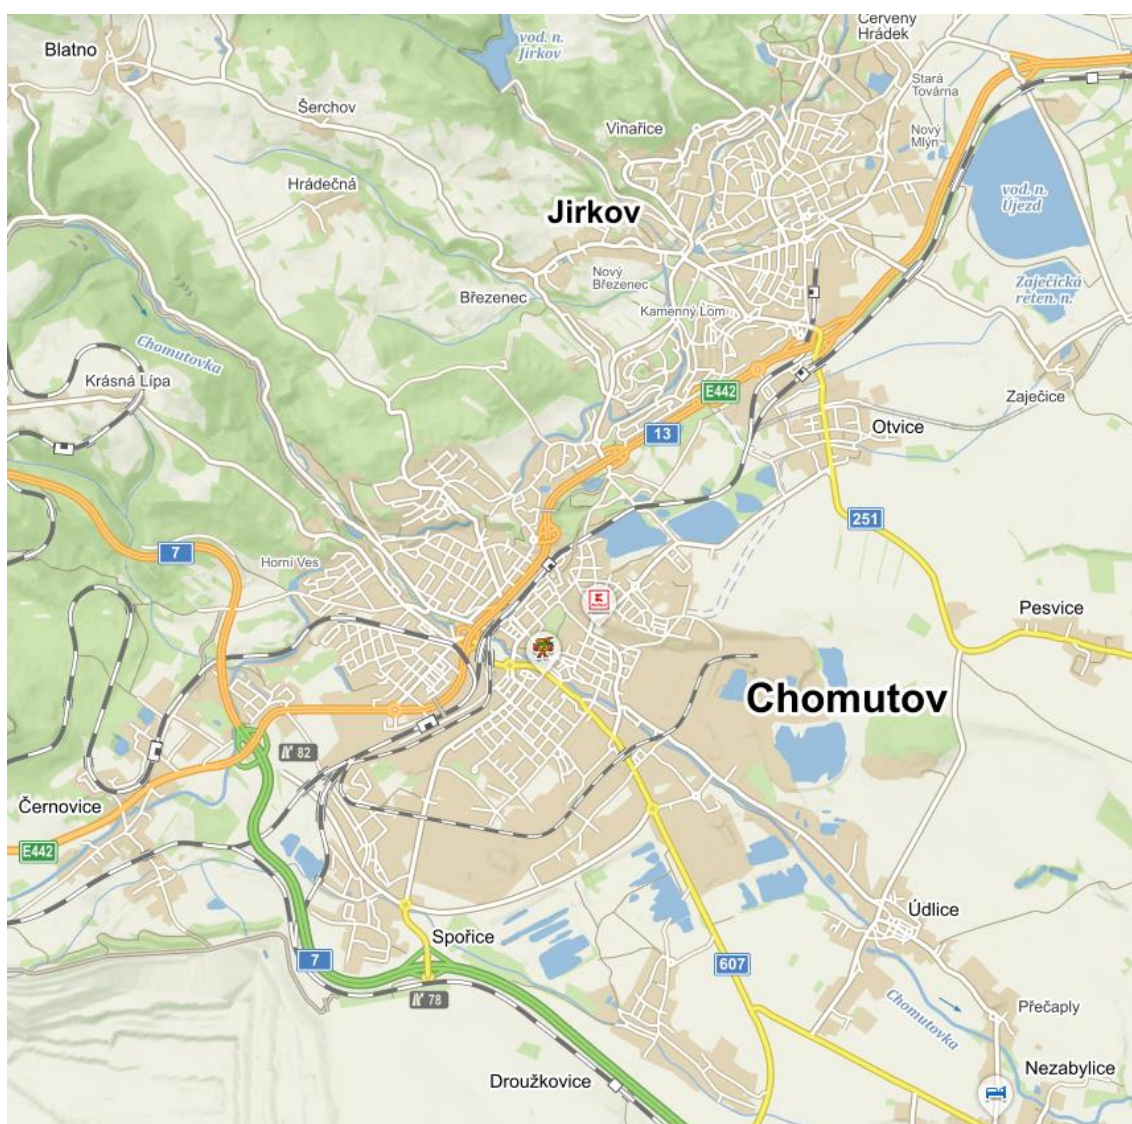 Červený
Hrádek
vod. n.
Jirkov
Blatno
Stará
Továrna
Šerchov
Vinařice
Nový
Mlýn
Hrádečná
vod. n.
Újezd
Jirkov
Nový
Březenec
Zaječická
reten. n.
Březenec
Kamenný Lom
Chomutovka
Krásná Lípa
E442
Zaječice
Otvice
13
251
7
Horní Ves
K
Pesvice
Chomutov
82
Černovice
E442
Údlice
Spořice
7
607
78
Chomutovka
Přečaply
Nezabylice
Droužkovice